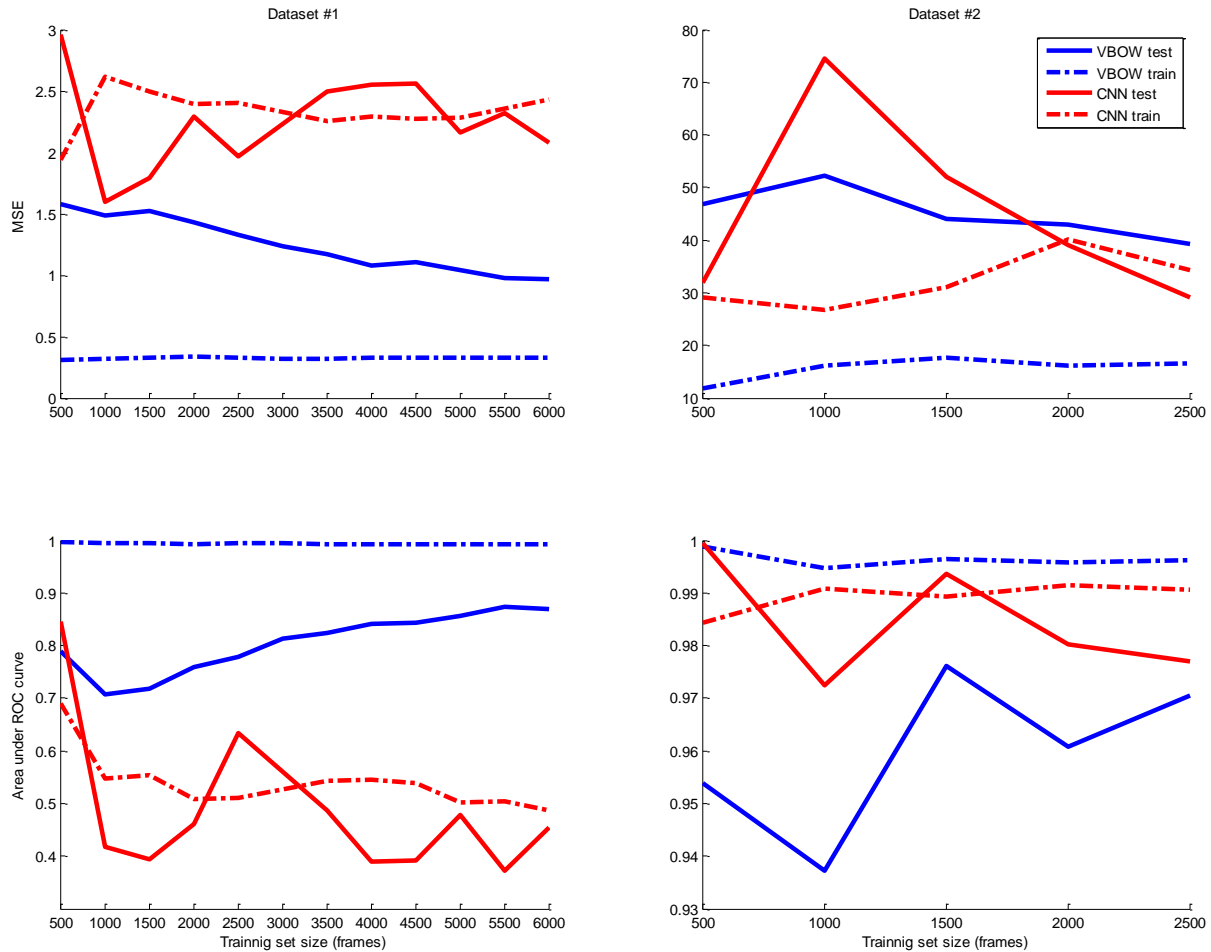 Dataset #1
3
2.5
2
1.5
1
0.5
0
MSE
500 1000 1500 2000 2500 3000 3500 4000 4500 5000 5500 6000
Dataset #2
80
70
60
50
40
30
20
10
500 1000 1500 2000 2500
VBOW test
VBOW train
CNN test
CNN train
1
0.9
0.8
0.7
0.6
0.5
0.4
Area under ROC curve
500 1000 1500 2000 2500 3000 3500 4000 4500 5000 5500 6000
Trainnig set size (frames)
1
0.99
0.98
0.97
0.96
0.95
0.94
0.93
500 1000 1500 2000 2500
Trainnig set size (frames)